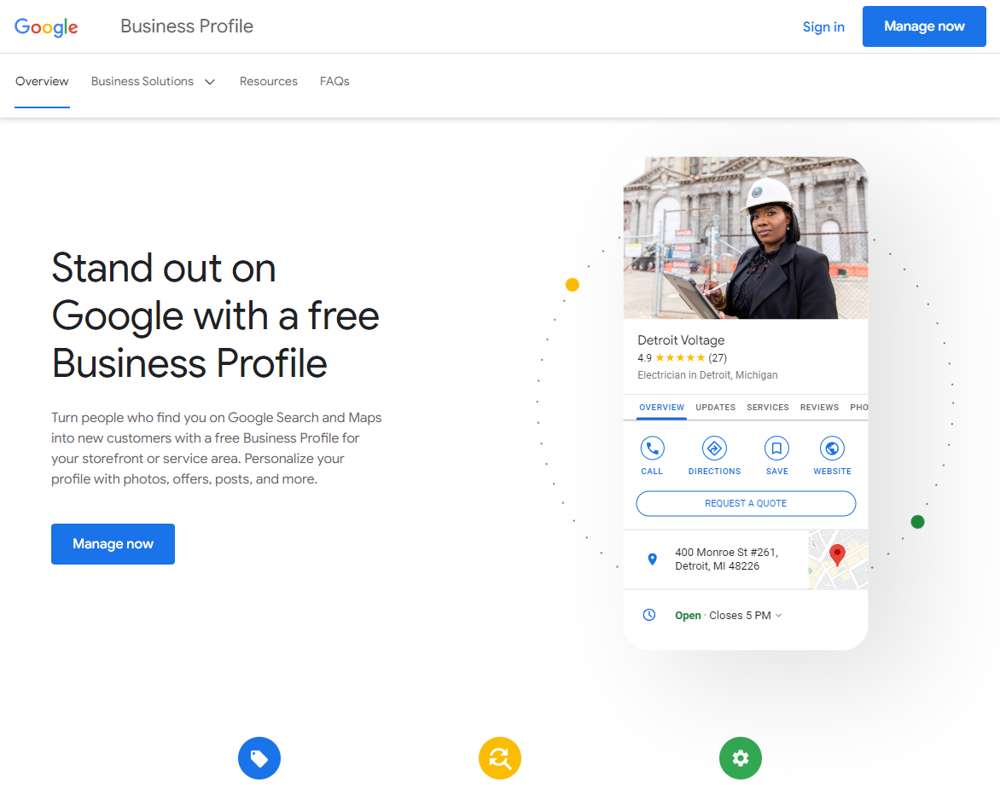 Google Business Profile
Sign in
Manage now
Overview
Business Solutions
Resources
FAQs
Stand out on
Google with a free
Business Profile
Turn people who find you on Google Search and Maps
into new customers with a free Business Profile for
your storefront or service area. Personalize your
profile with photos, offers, posts, and more.
Manage now
Detroit Voltage
4.9 ★★★★★ (27)
Electrician in Detroit, Michigan
OVERVIEW UPDATES SERVICES REVIEWS PHO
CALL DIRECTIONS SAVE WEBSITE
REQUEST A QUOTE
400 Monroe St #261,
Detroit, MI 48226
Open · Closes 5 PM